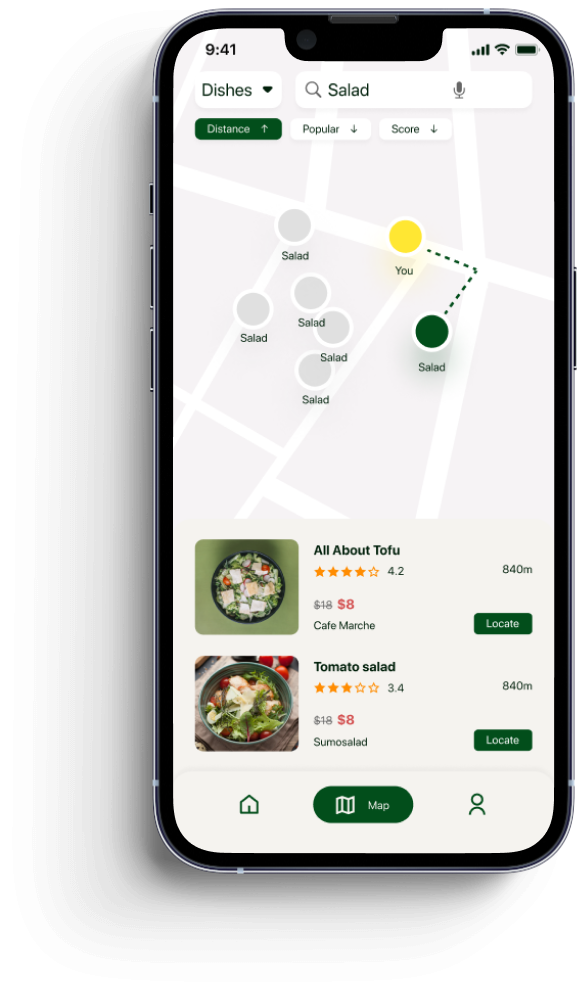 9:41
Dishes
Salad
Distance ↑
Popular ↓
Score ↓
Salad
You
Salad
Salad
Salad
Salad
Salad
All About Tofu
4.2
840m
$18 $8
Cafe Marche
Locate
Tomato salad
3.4
840m
$18 $8
Sumosalad
Locate
Map